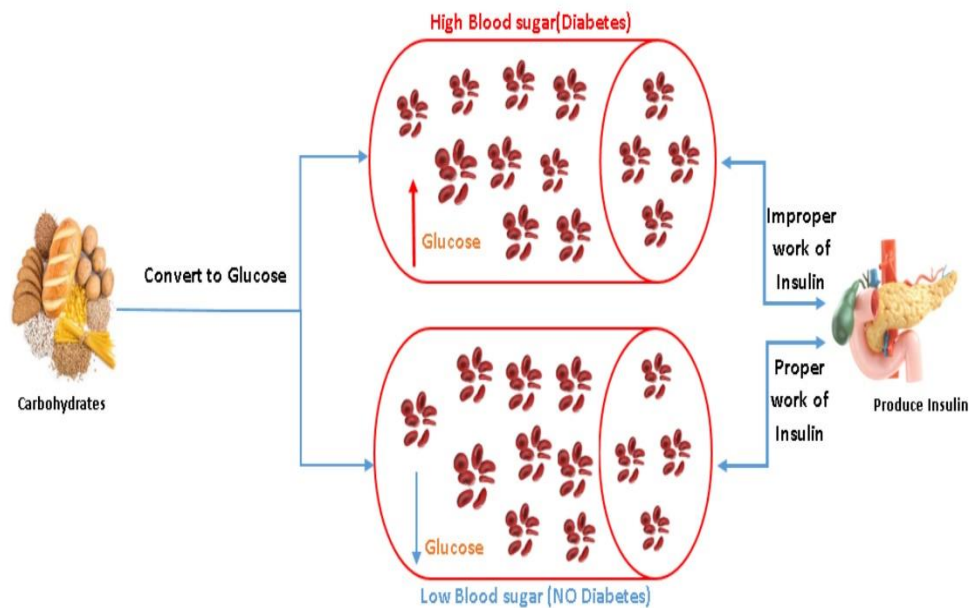 High Blood sugar(Diabetes)
Glucose
Improper
work of
Insulin
Convert to Glucose
Carbohydrates
Proper
work of
Insulin
Produce Insulin
Glucose
Low Blood sugar (NO Diabetes)